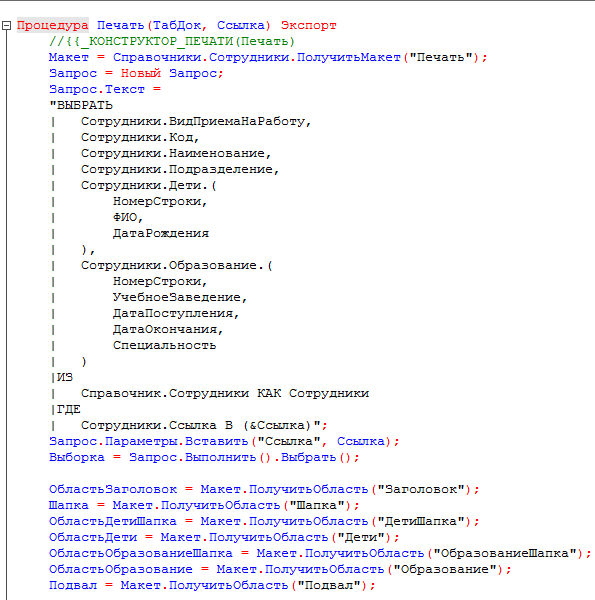 Процедура Печать(ТабДок, Ссылка) Экспорт
//{{_КОНСТРУКТОР_ПЕЧАТИ(Печать)
Макет = Справочники.Сотрудники.ПолучитьМакет("Печать");
Запрос = Новый Запрос;
Запрос.Текст =
"ВЫБРАТЬ
|   Сотрудники.ВидПриемаНаРаботу,
|   Сотрудники.Код,
|   Сотрудники.Наименование,
|   Сотрудники.Подразделение,
|   Сотрудники.Дети.(
|       НомерСтроки,
|       ФИО,
|       ДатаРождения
|   ),
|   Сотрудники.Образование.(
|       НомерСтроки,
|       УчебноеЗаведение,
|       ДатаПоступления,
|       ДатаОкончания,
|       Специальность
|   )
|ИЗ
|   Справочник.Сотрудники КАК Сотрудники
|ГДЕ
|   Сотрудники.Ссылка В (&Ссылка)";
Запрос.Параметры.Вставить("Ссылка", Ссылка);
Выборка = Запрос.Выполнить().Выбрать();
ОбластьЗаголовок = Макет.ПолучитьОбласть("Заголовок");
Шапка = Макет.ПолучитьОбласть("Шапка");
ОбластьДетиШапка = Макет.ПолучитьОбласть("ДетиШапка");
ОбластьДети = Макет.ПолучитьОбласть("Дети");
ОбластьОбразованиеШапка = Макет.ПолучитьОбласть("ОбразованиеШапка");
ОбластьОбразование = Макет.ПолучитьОбласть("Образование");
Подвал = Макет.ПолучитьОбласть("Подвал");